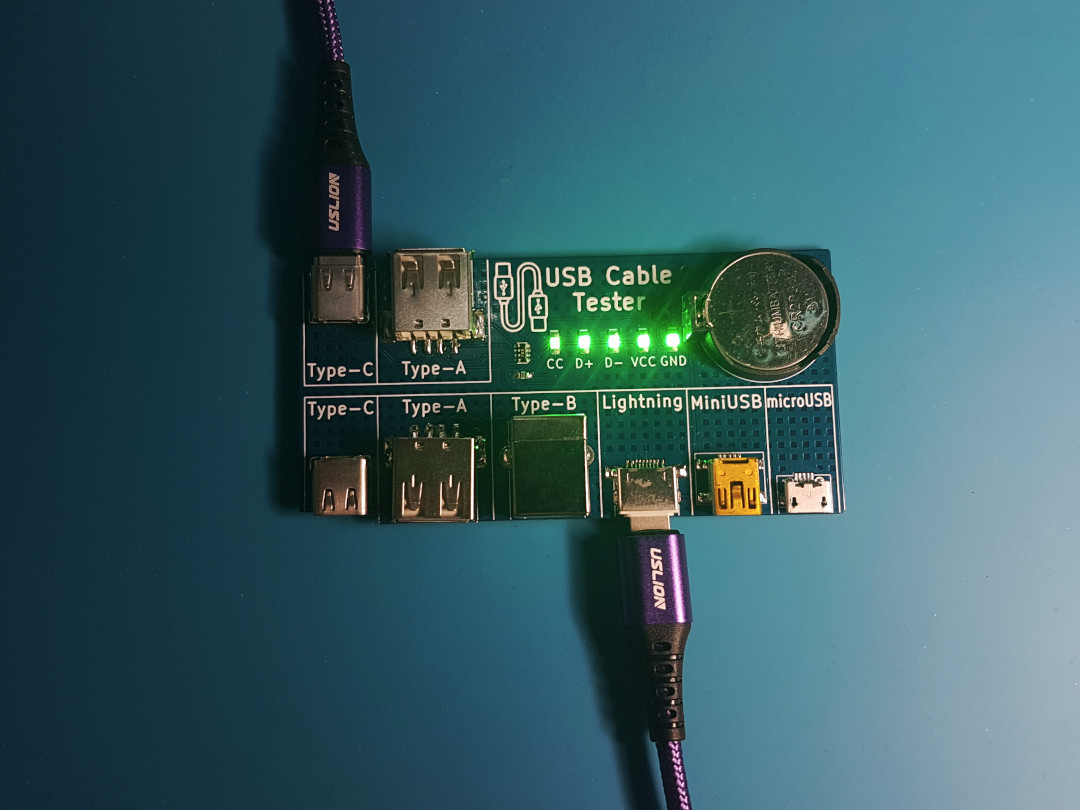 USLION
USB Cable
Tester
CC D+ D- VCC GND
Type-C Type-A
Type-C Type-A Type-B Lightning MiniUSB microUSB
USLION